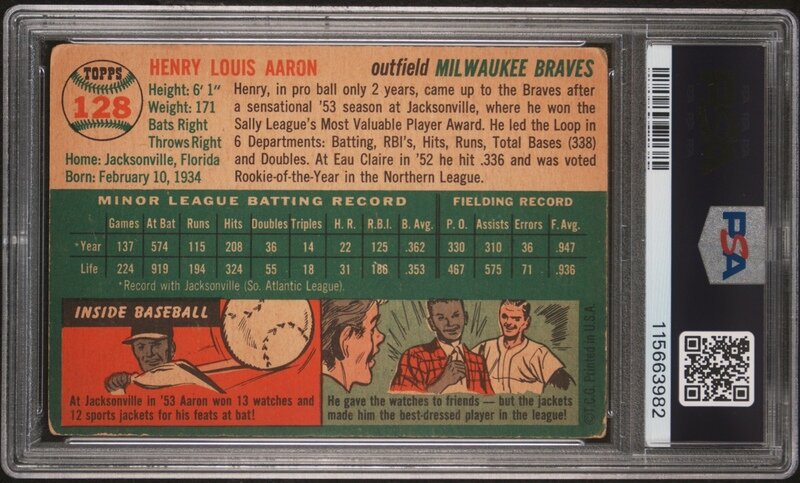 TOPPS
128
HENRY LOUIS AARON outfield MILWAUKEE BRAVES
Height: 6' 1"
Weight: 171
Bats Right
Throws Right
Home: Jacksonville, Florida
Born: February 10, 1934
Henry, in pro ball only 2 years, came up to the Braves after
a sensational '53 season at Jacksonville, where he won the
Sally League's Most Valuable Player Award. He led the Loop in
6 Departments: Batting, RBI's, Hits, Runs, Total Bases (338)
and Doubles. At Eau Claire in '52 he hit .336 and was voted
Rookie-of-the-Year in the Northern League.
MINOR LEAGUE BATTING RECORD FIELDING RECORD
Games At Bat Runs Hits Doubles Triples H. R. R.B.I. B. Avg. P. O. Assists Errors F. Avg.
*Year 137 574 115 208 36 14 22 125 .362 330 310 36 .947
Life 224 919 194 324 55 18 31 186 .353 467 575 71 .936
*Record with Jacksonville (So. Atlantic League).
INSIDE BASEBALL
At Jacksonville in '53 Aaron won 13 watches and
12 sports jackets for his feats at bat!
He gave the watches to friends — but the jackets
made him the best-dressed player in the league!
©T.C.G. Printed in U.S.A.
PSA
115663982